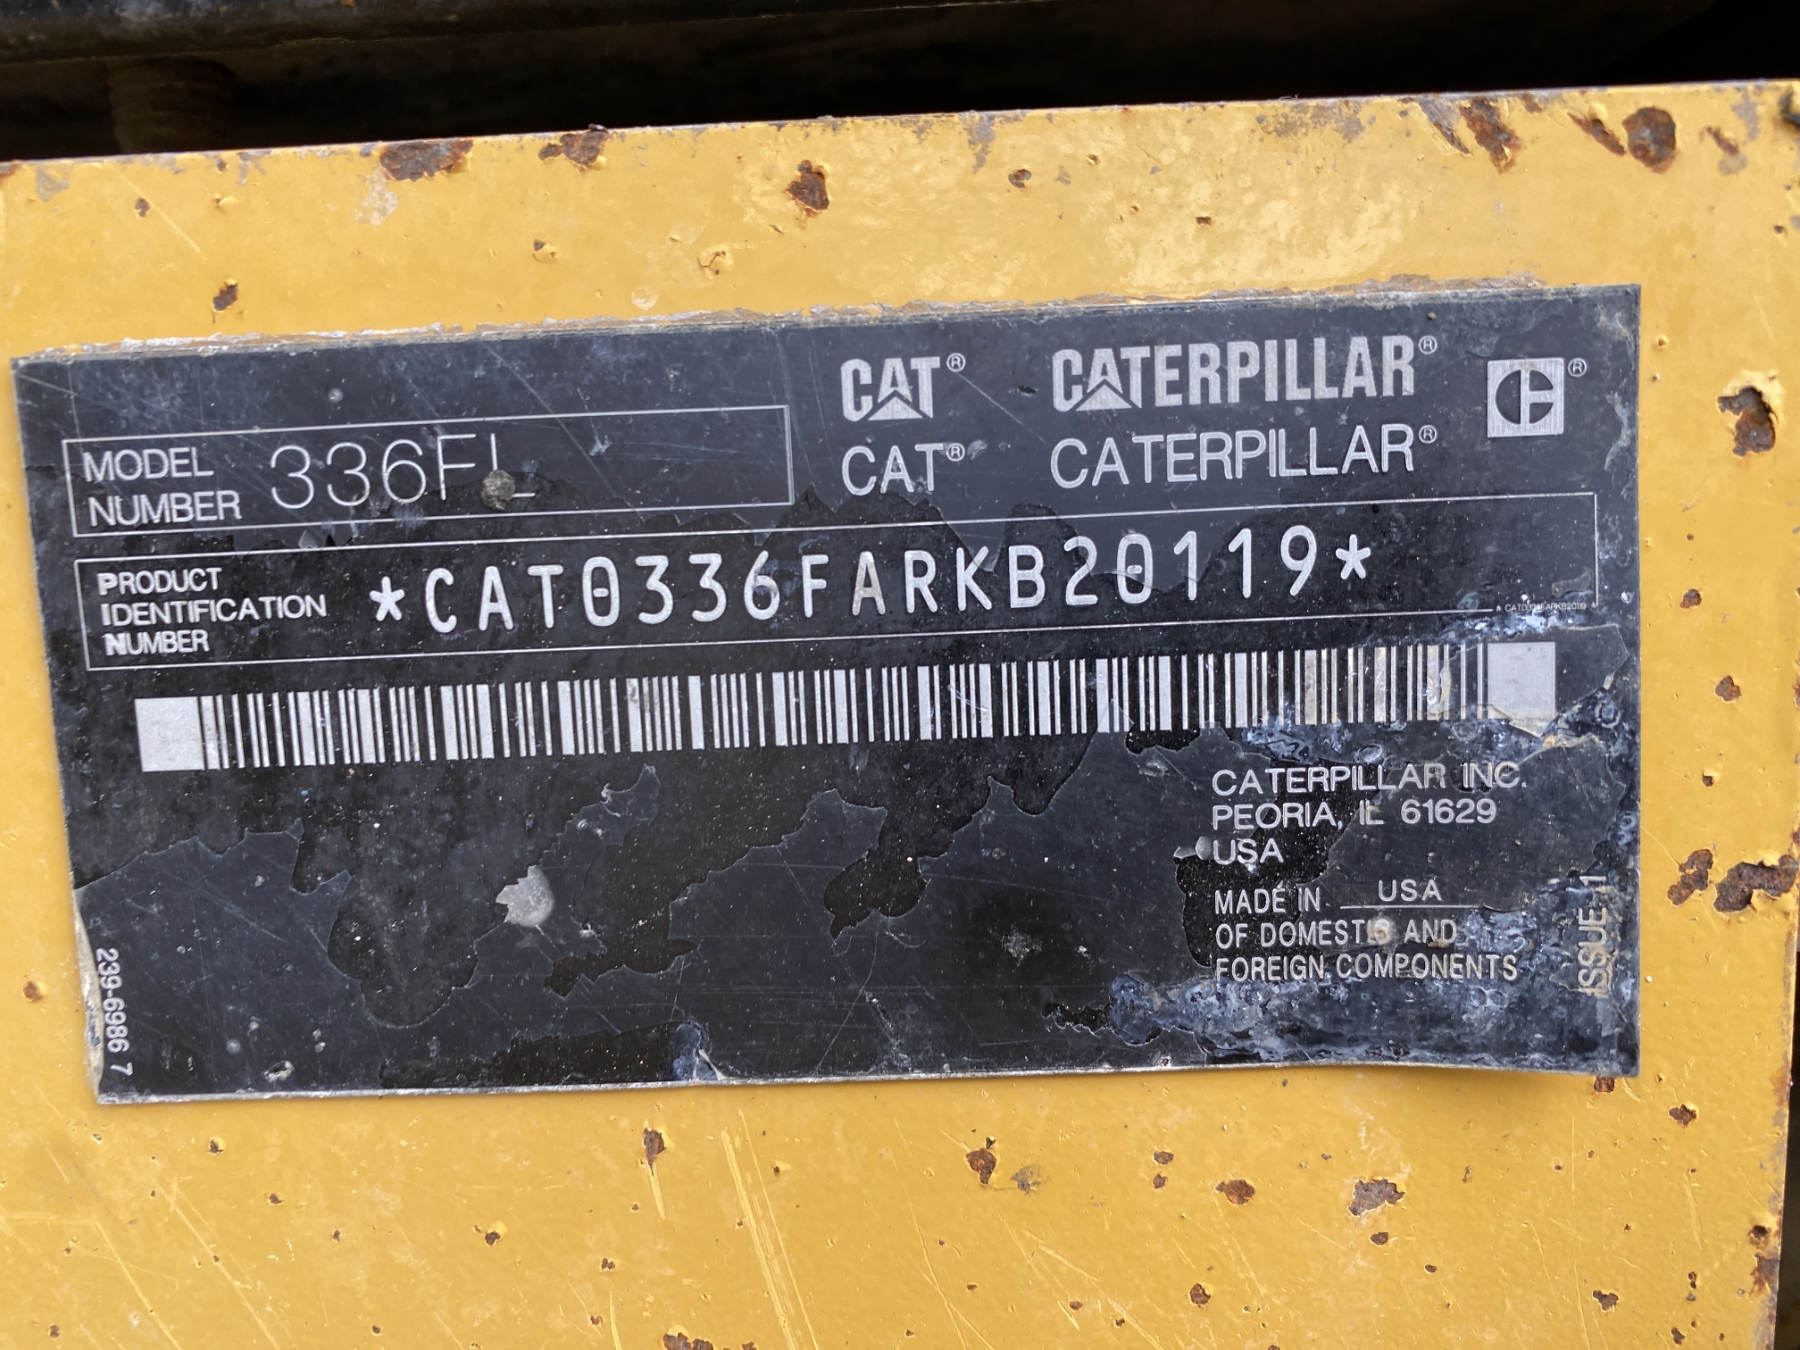 CAT® CATERPILLAR®
CAT® CATERPILLAR®
MODEL NUMBER 336FL
PRODUCT IDENTIFICATION NUMBER *CAT0336FARKB20119*
CATERPILLAR INC.
PEORIA, IL 61629
USA
MADE IN USA
OF DOMESTIC AND
FOREIGN COMPONENTS
ISSUE-1
239-6986 7